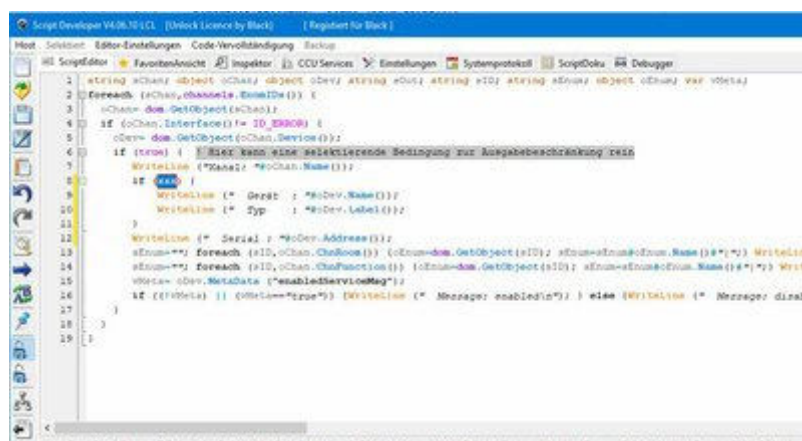 Script Developer V4.06.10 LCL [Unlock Licence by Black] [Registiert für Black]
Host Selektiert Editor-Einstellungen Code-Vervollständigung Backup
ScriptEditor FavoritenAnsicht Inspektor CCU Services Einstellungen Systemprotokoll ScriptDoku Debugger
1 string sChan; object oChan; object oDev; string sOut; string sID; string sEnum; object oEnum; var vMeta;
2 foreach (sChan,channels.EnumIDs()) {
3 oChan= dom.GetObject(sChan);
4 if (oChan.Interface()!= ID_ERROR) {
5 oDev= dom.GetObject(oChan.Device());
6 if (true) { ! Hier kann eine selektierende Bedingung zur Ausgabebeschränkung rein
7 WriteLine ("Kanal: "#oChan.Name());
8 if (xxx) {
9 WriteLine (" Gerät : "#oDev.Name());
10 WriteLine (" Typ : "#oDev.Label());
11 }
12 WriteLine (" Serial : "#oDev.Address());
13 sEnum=""; foreach (sID,oChan.ChnRoom()) {oEnum=dom.GetObject(sID); sEnum=sEnum#oEnum.Name()#"|";}
14 sEnum=""; foreach (sID,oChan.ChnFunction()) {oEnum=dom.GetObject(sID); sEnum=sEnum#oEnum.Name()#"|";}
15 vMeta= oDev.MetaData ("enabledServiceMsg");
16 if ((!vMeta) || (vMeta=="true")) {WriteLine (" Message: enabled\n"); } else {WriteLine (" Message: disa
17 }
18 }
19 }